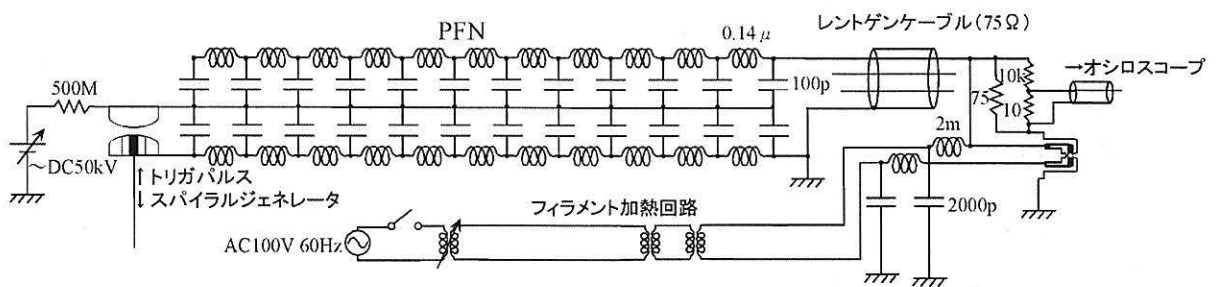 PFN
0.14μ
レントゲンケーブル(75Ω)
500M
100p
10k
→オシロスコープ
75
10
2m
～DC50kV
↑トリガパルス
↓スパイラルジェネレータ
フィラメント加熱回路
2000p
AC100V 60Hz